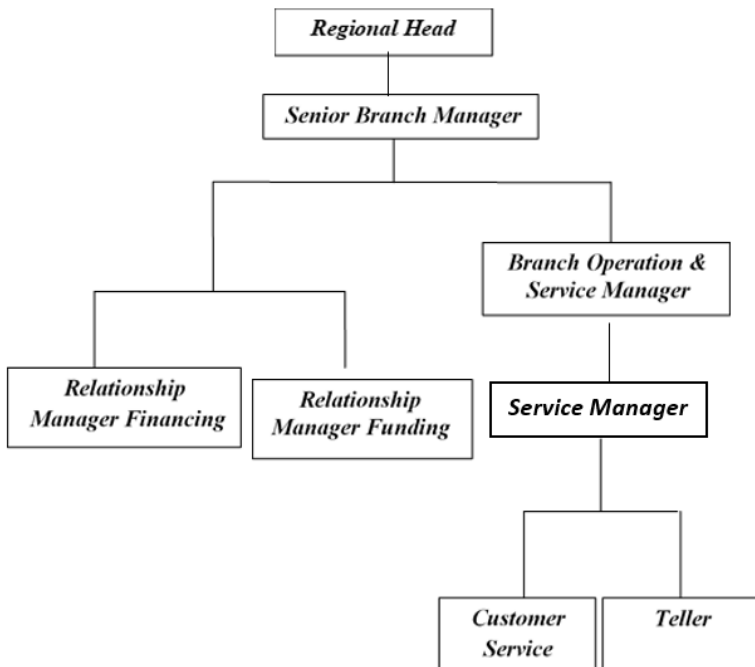 Regional Head
Senior Branch Manager
Branch Operation &
Service Manager
Relationship
Manager Financing
Relationship
Manager Funding
Service Manager
Customer
Service
Teller